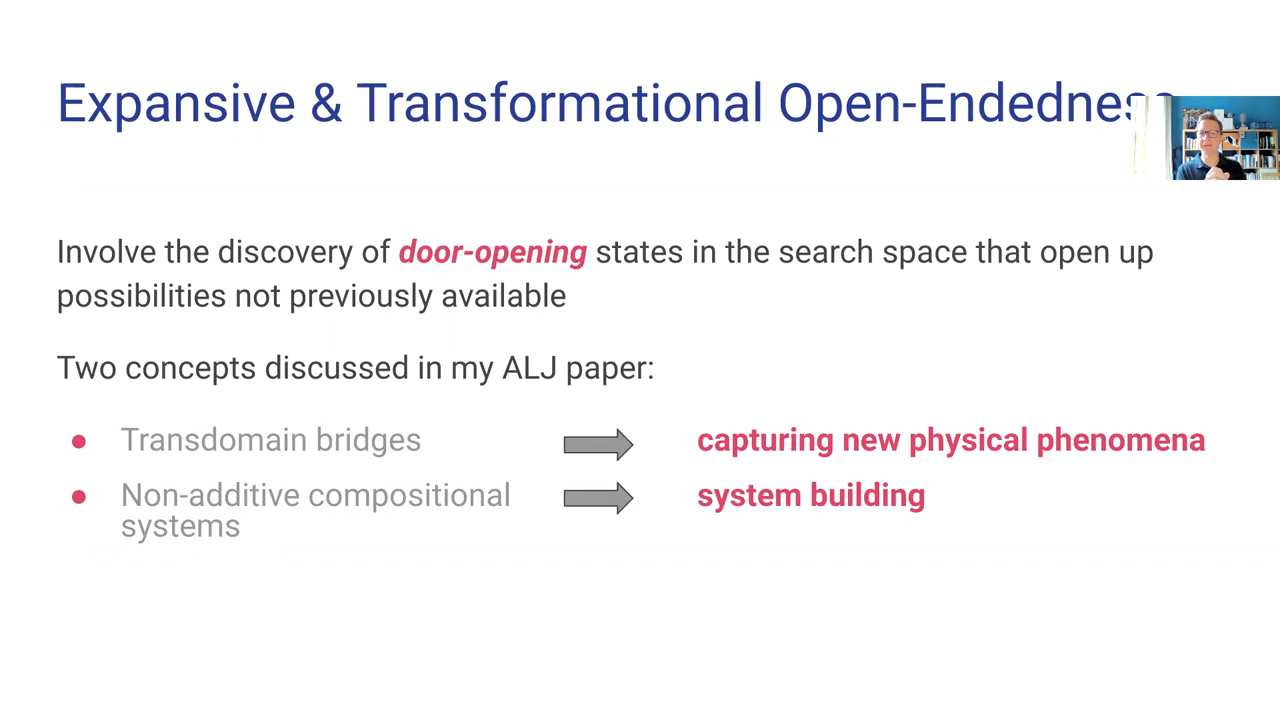 Expansive & Transformational Open-Endedness
Involve the discovery of door-opening states in the search space that open up
possibilities not previously available
Two concepts discussed in my ALJ paper:
● Transdomain bridges
capturing new physical phenomena
● Non-additive compositional
systems
system building